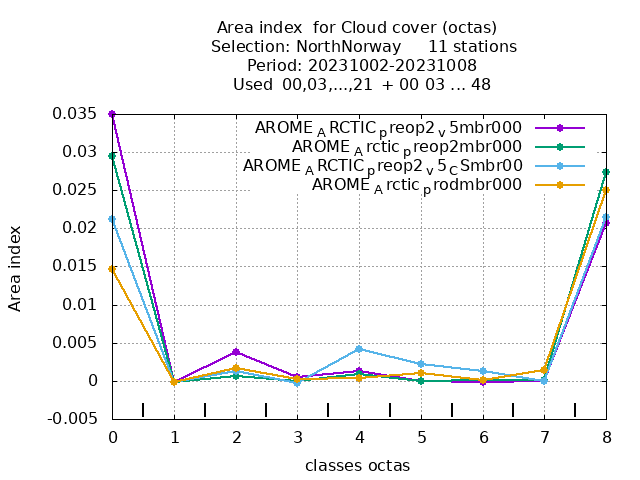 Area index  for Cloud cover (octas)
Selection: NorthNorway     11 stations
Period: 20231002-20231008
Used  00,03,...,21  + 00 03 ... 48
AROME_ARCTIC_preop2_v5mbr000
AROME_Arctic_preop2mbr000
AROME_ARCTIC_preop2_v5_CSmbr00
AROME_Arctic_prodmbr000
0.035
0.03
0.025
0.02
0.015
0.01
0.005
0
-0.005
Area index
0 1 2 3 4 5 6 7 8
classes octas